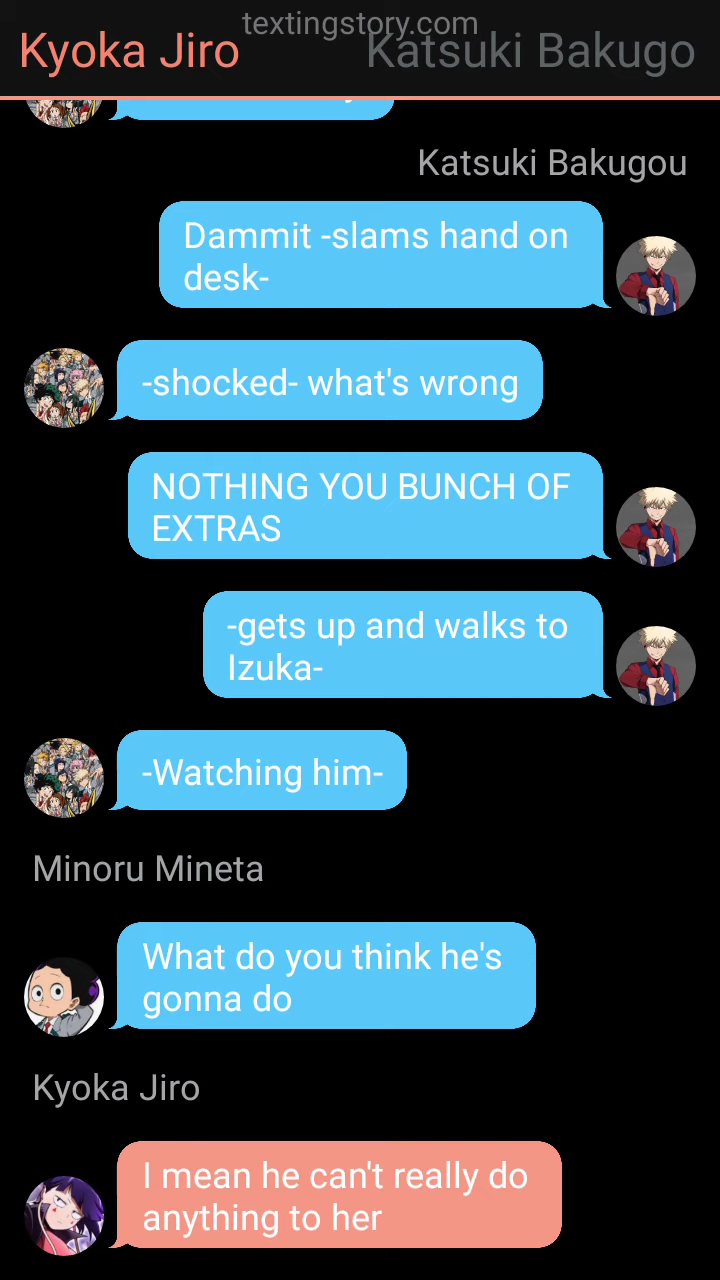 textingstory.com
Kyoka Jiro
Katsuki Bakugo
Katsuki Bakugou
Dammit -slams hand on
desk-
-shocked- what's wrong
NOTHING YOU BUNCH OF
EXTRAS
-gets up and walks to
Izuka-
-Watching him-
Minoru Mineta
What do you think he's
gonna do
Kyoka Jiro
I mean he can't really do
anything to her